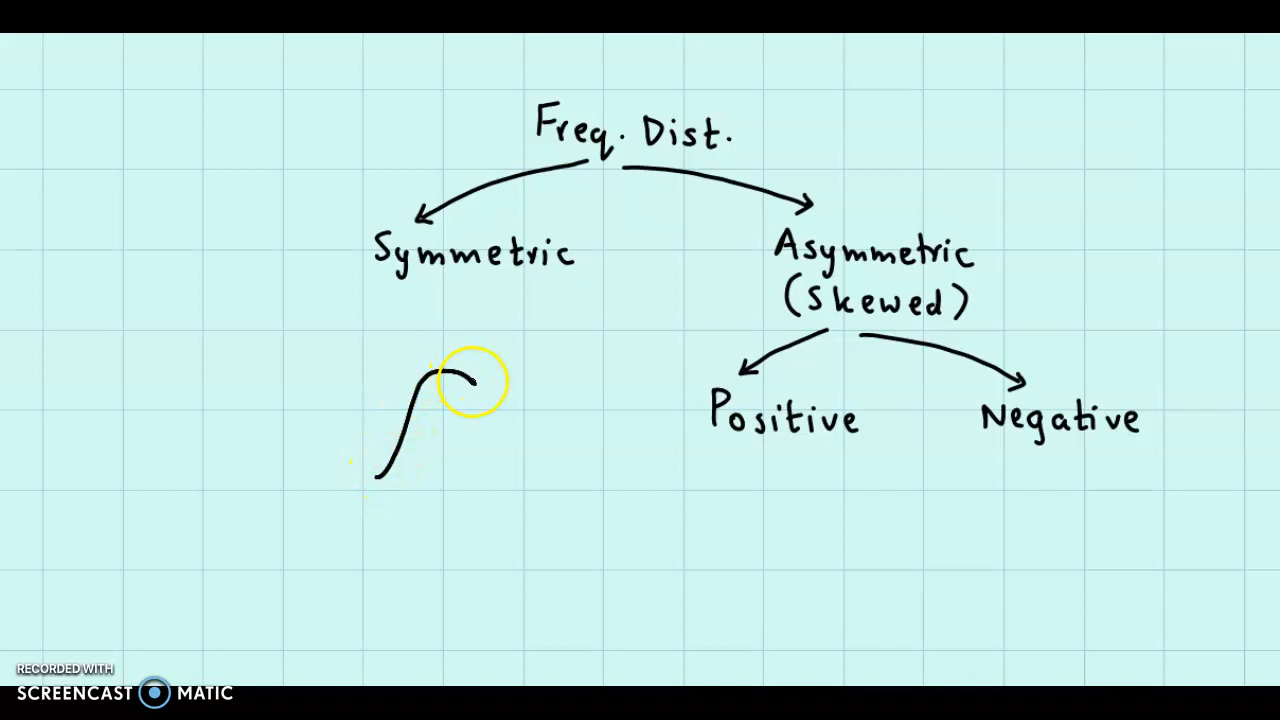 Freq. Dist.
Symmetric
Asymmetric
(Skewed)
Positive
Negative
RECORDED WITH
SCREENCAST MATIC